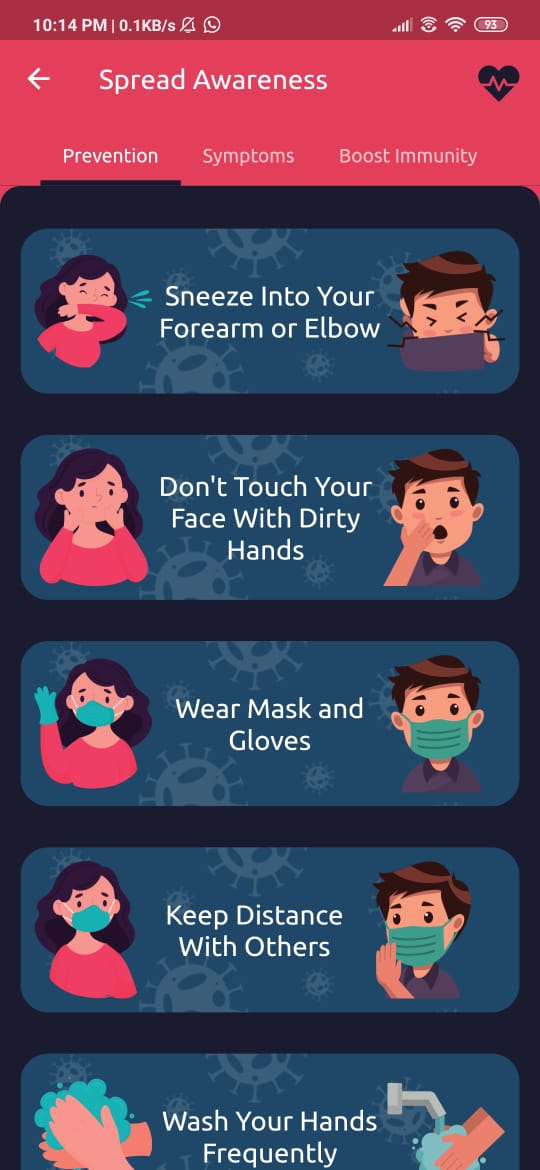 10:14 PM | 0.1KB/s
93
Spread Awareness
Prevention Symptoms Boost Immunity
Sneeze Into Your
Forearm or Elbow
Don't Touch Your
Face With Dirty
Hands
Wear Mask and
Gloves
Keep Distance
With Others
Wash Your Hands
Frequently